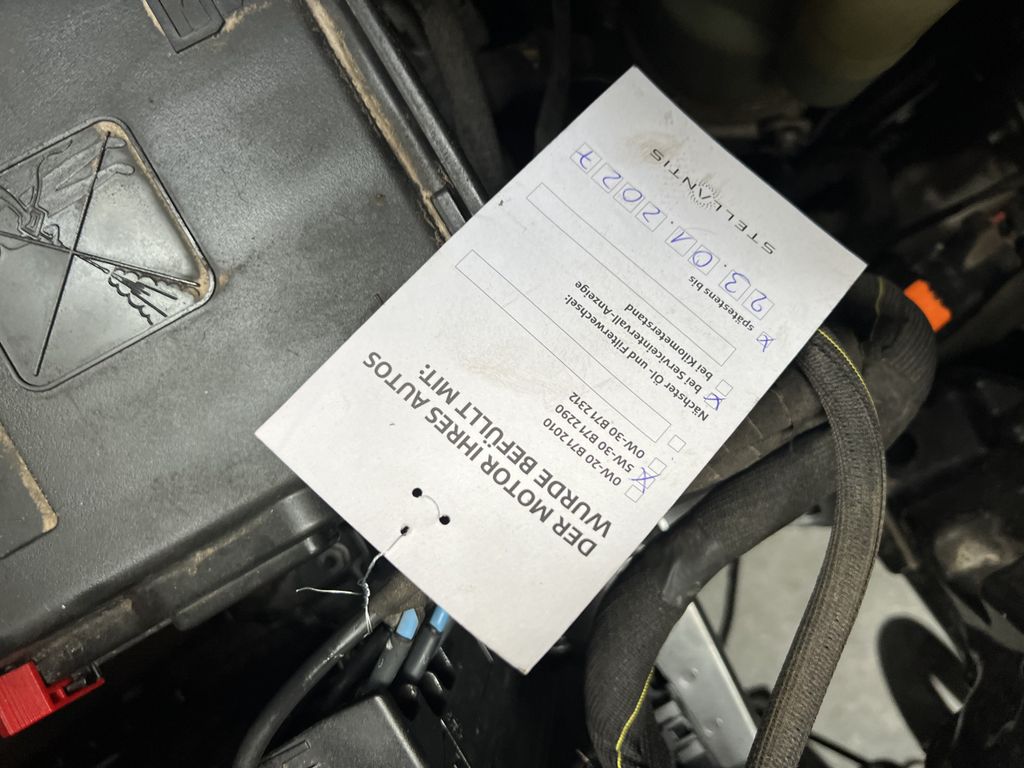 DER MOTOR IHRES AUTOS
WURDE BEFÜLLT MIT:
0W-20 B71 2010
5W-30 B71 2290
0W-30 B71 2312
Nächster Öl- und Filterwechsel:
bei Serviceintervall-Anzeige
bei Kilometerstand
spätestens bis
23.01.2027
STELLANTIS